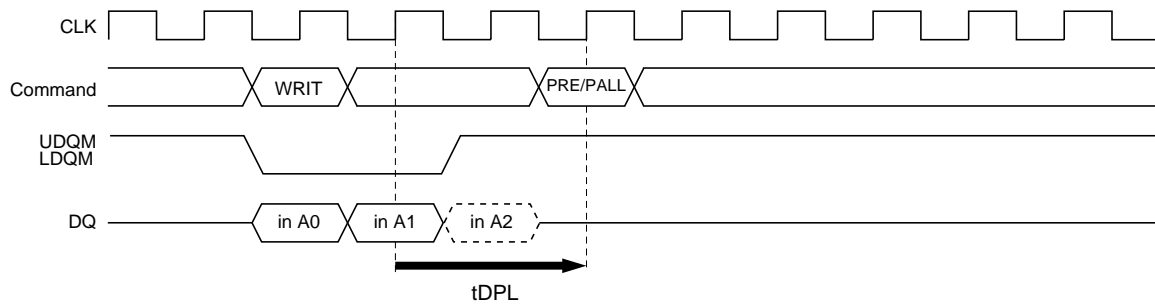 CLK
Command
WRIT
PRE/PALL
UDQM
LDQM
DQ
in A0
in A1
in A2
tDPL